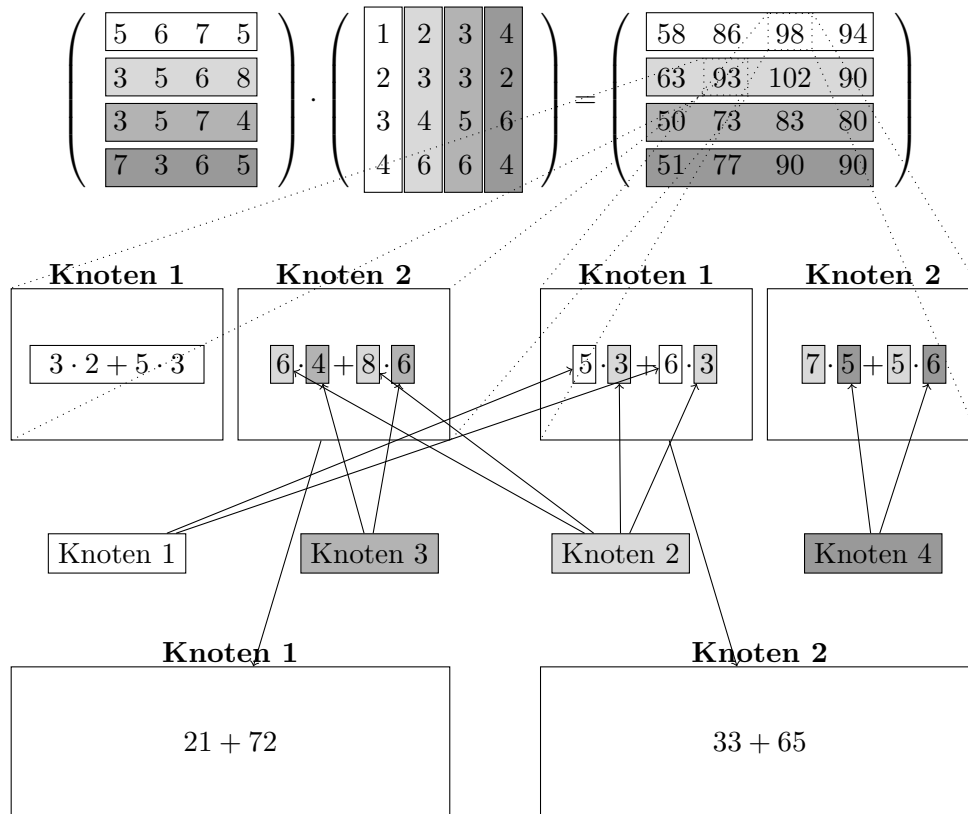 5 6 7 5 1 2 3 4 58 86 98 94
3 5 6 8 · 2 3 3 2 = 63 93 102 90
3 5 7 4 3 4 5 6 50 73 83 80
7 3 6 5 4 6 6 4 51 77 90 90
Knoten 1 Knoten 2 Knoten 1 Knoten 2
3 · 2 + 5 · 3 6 · 4 + 8 · 6 5 · 3 + 6 · 3 7 · 5 + 5 · 6
Knoten 1 Knoten 3 Knoten 2 Knoten 4
Knoten 1 Knoten 2
21 + 72 33 + 65